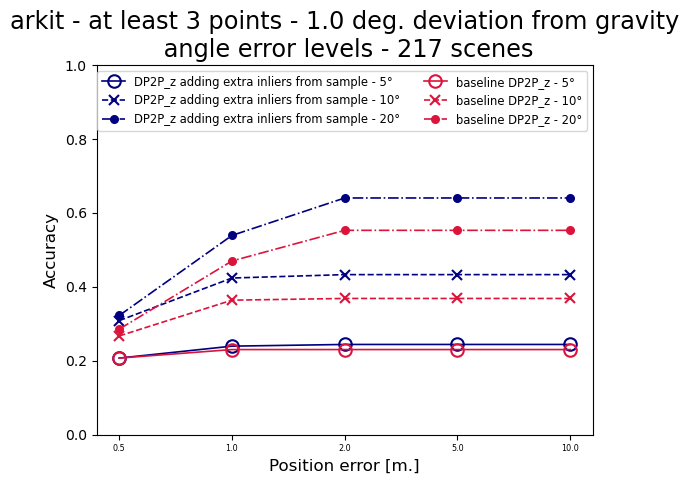 arkit - at least 3 points - 1.0 deg. deviation from gravity
angle error levels - 217 scenes
DP2P_z adding extra inliers from sample - 5°
DP2P_z adding extra inliers from sample - 10°
DP2P_z adding extra inliers from sample - 20°
baseline DP2P_z - 5°
baseline DP2P_z - 10°
baseline DP2P_z - 20°
Accuracy
1.0
0.8
0.6
0.4
0.2
0.0
0.5 1.0 2.0 5.0 10.0
Position error [m.]